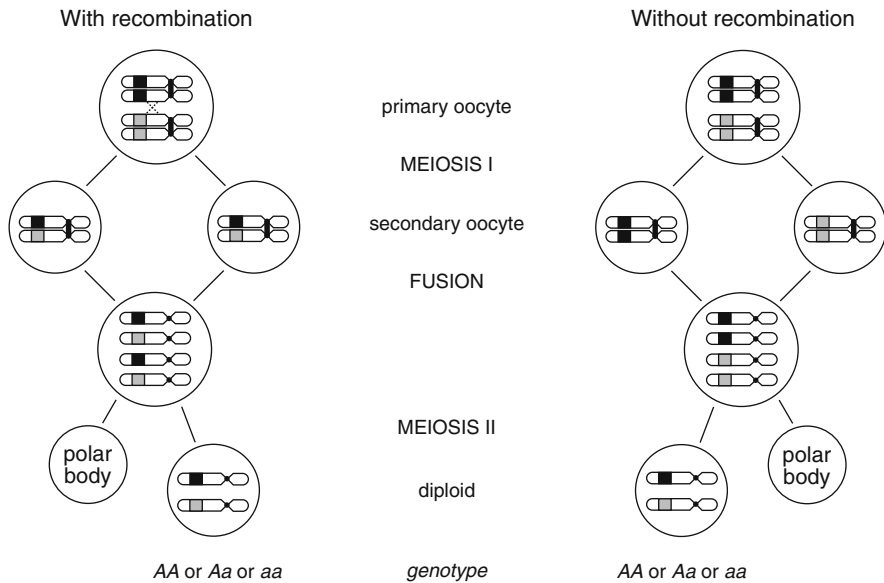 With recombination
Without recombination
primary oocyte
MEIOSIS I
secondary oocyte
FUSION
MEIOSIS II
polar
body
polar
body
diploid
AA or Aa or aa
genotype
AA or Aa or aa